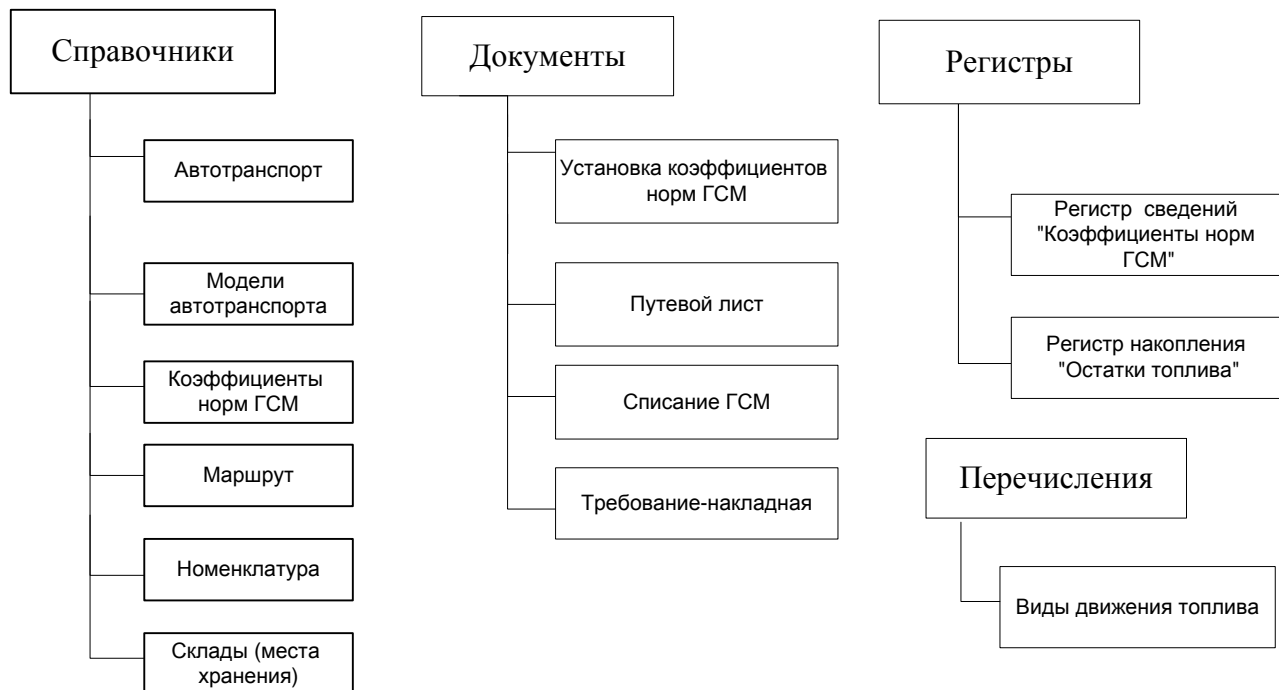 Справочники
Автотранспорт
Модели
автотранспорта
Коэффициенты
норм ГСМ
Маршрут
Номенклатура
Склады (места
хранения)
Документы
Установка коэффициентов
норм ГСМ
Путевой лист
Списание ГСМ
Требование-накладная
Регистры
Регистр сведений
"Коэффициенты норм
ГСМ"
Регистр накопления
"Остатки топлива"
Перечисления
Виды движения топлива